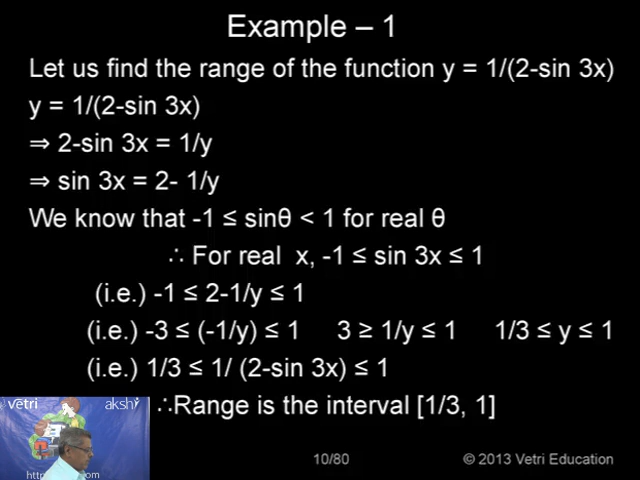 Example – 1
Let us find the range of the function y = 1/(2-sin 3x)
y = 1/(2-sin 3x)
⇒ 2-sin 3x = 1/y
⇒ sin 3x = 2- 1/y
We know that -1 ≤ sinθ < 1 for real θ
∴ For real x, -1 ≤ sin 3x ≤ 1
(i.e.) -1 ≤ 2-1/y ≤ 1
(i.e.) -3 ≤ (-1/y) ≤ 1 3 ≥ 1/y ≤ 1 1/3 ≤ y ≤ 1
(i.e.) 1/3 ≤ 1/ (2-sin 3x) ≤ 1
∴Range is the interval [1/3, 1]
vetri akshi
10/80 © 2013 Vetri Education